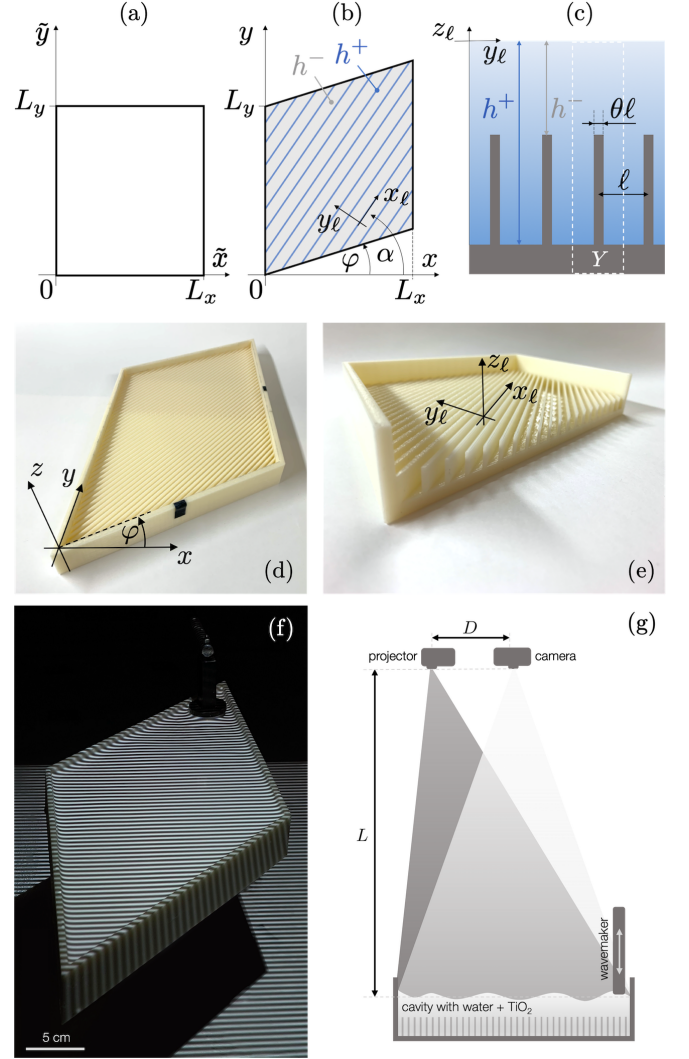 (a)
(b)
(c)
ỹ
L_y
0
L_x
x̃
y
L_y
h⁻
h⁺
x_ℓ
y_ℓ
φ
α
0
L_x
x
z_ℓ
y_ℓ
h⁺
h⁻
θℓ
ℓ
Y
z
y
φ
x
(d)
z_ℓ
x_ℓ
y_ℓ
(e)
(f)
5 cm
(g)
D
projector
camera
L
wavemaker
cavity with water + TiO₂